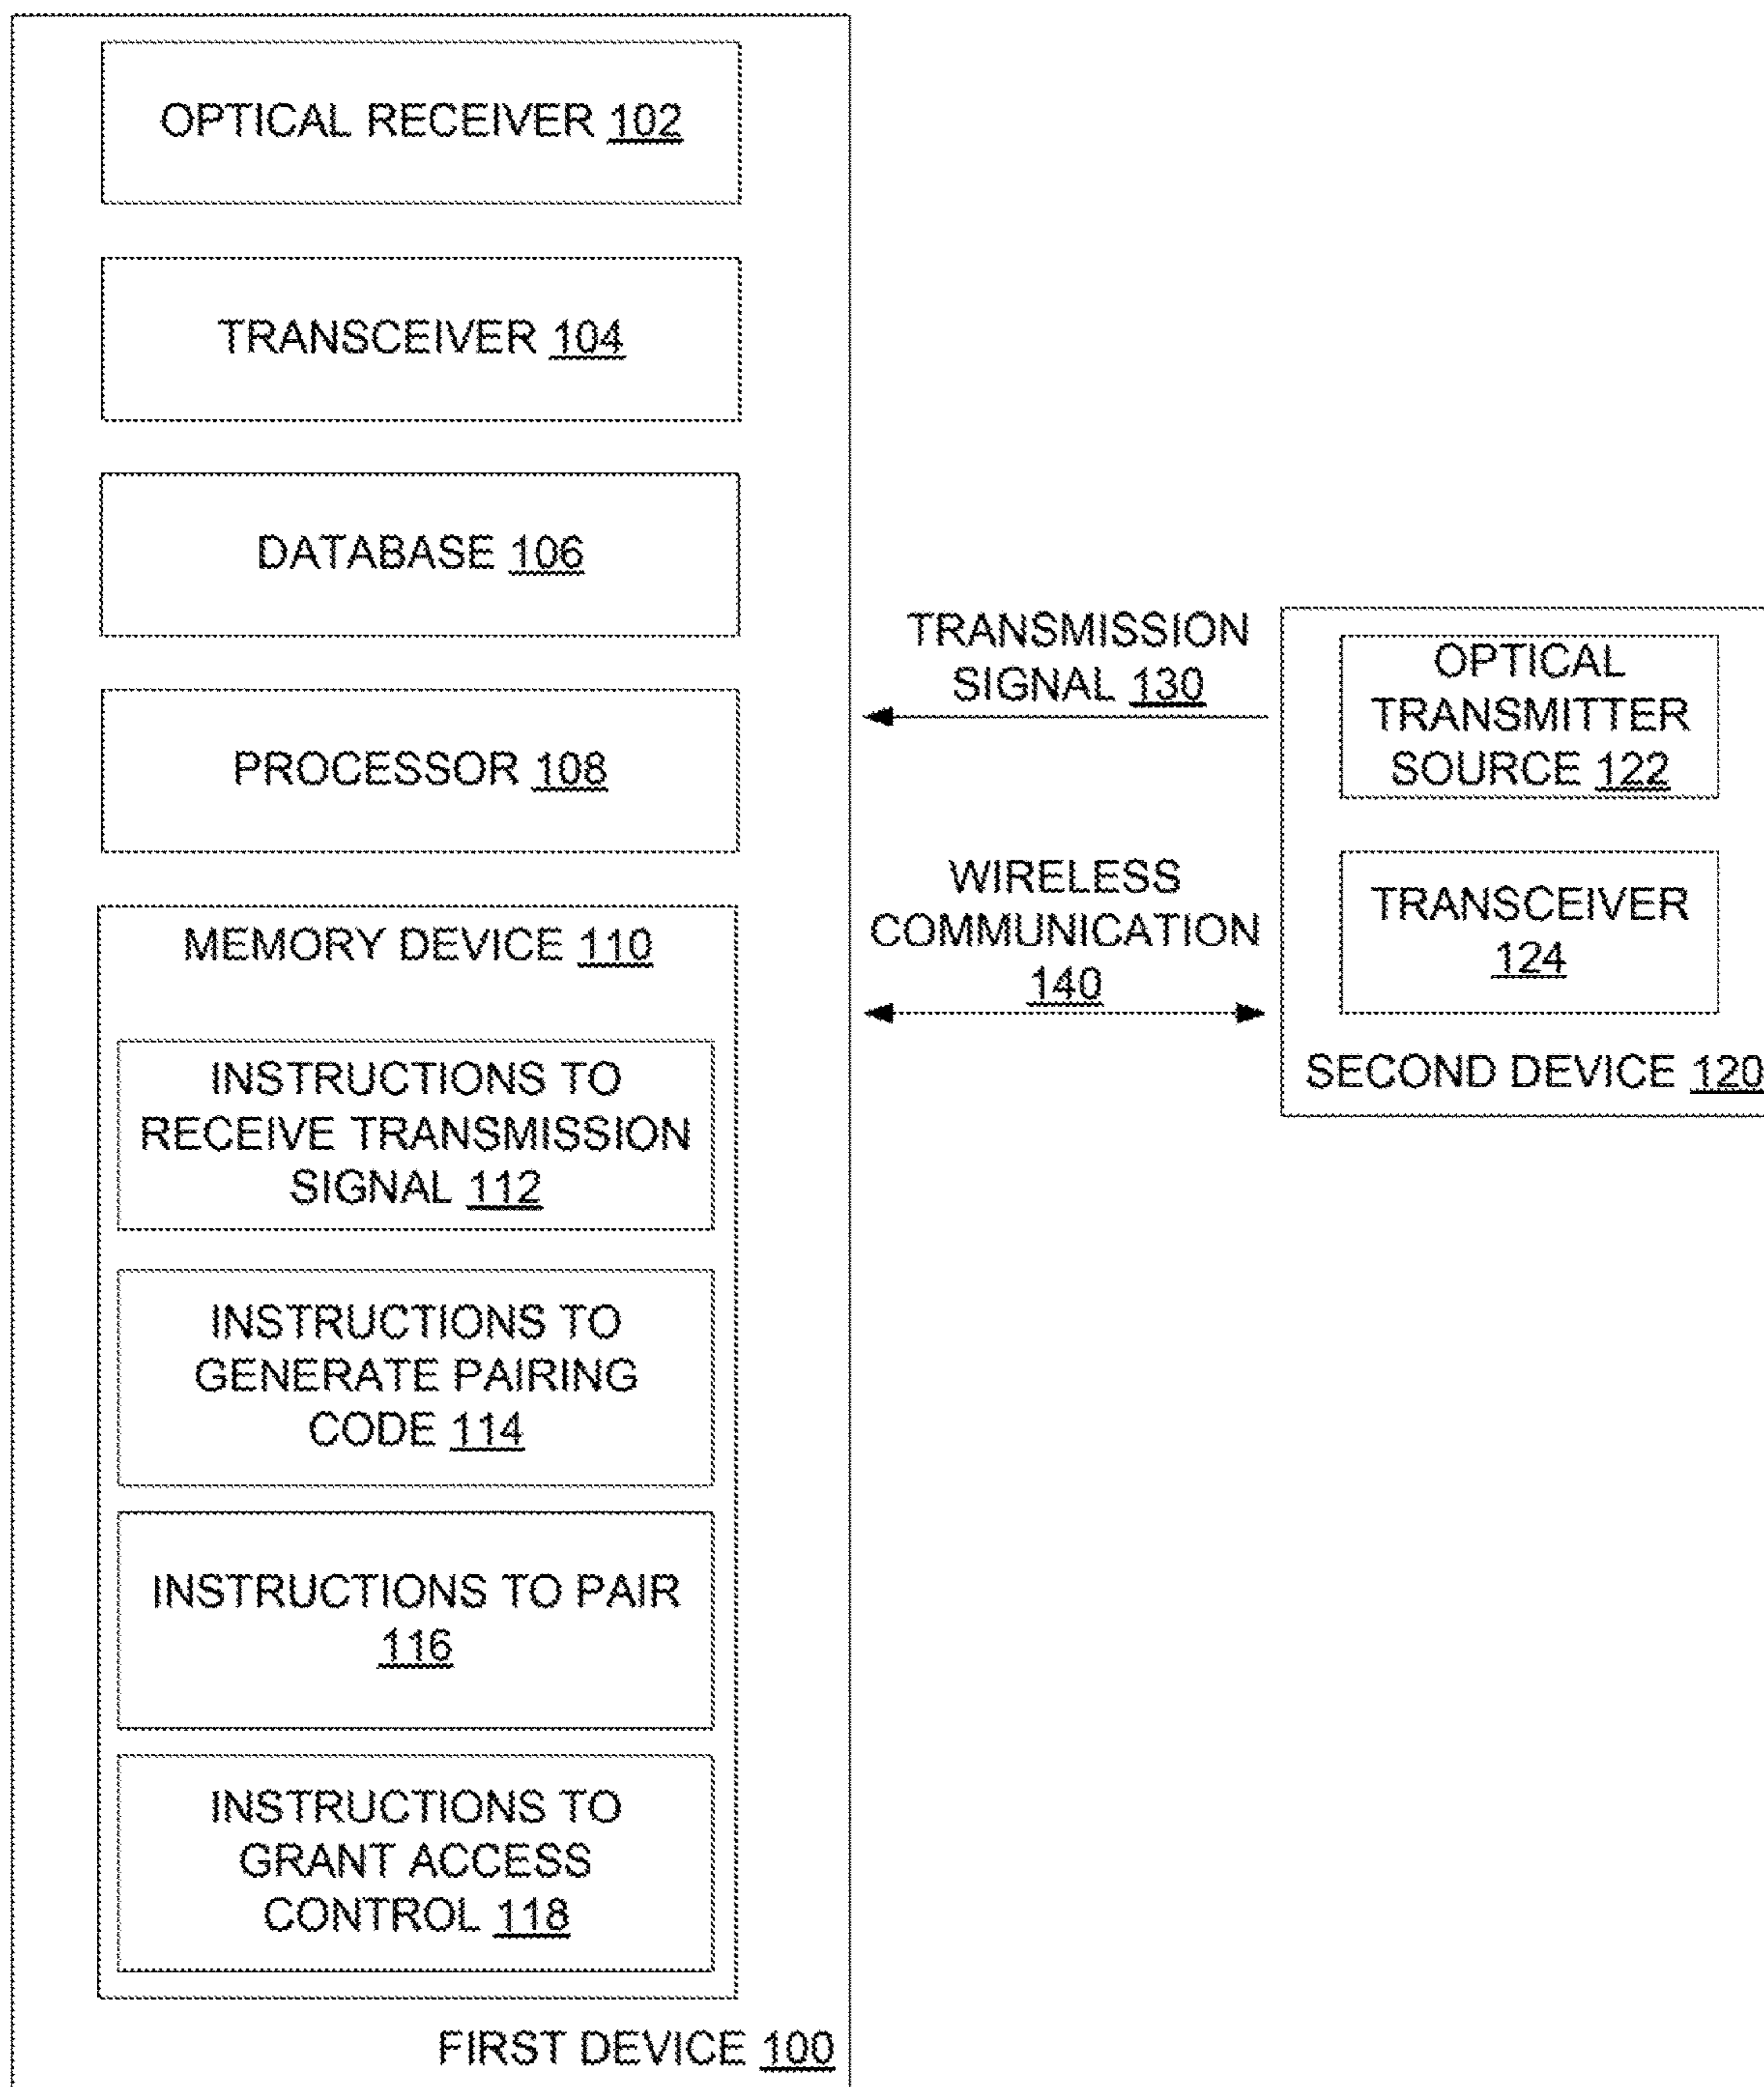 OPTICAL RECEIVER 102
TRANSCEIVER 104
DATABASE 106
PROCESSOR 108
MEMORY DEVICE 110
INSTRUCTIONS TO
RECEIVE TRANSMISSION
SIGNAL 112
INSTRUCTIONS TO
GENERATE PAIRING
CODE 114
INSTRUCTIONS TO PAIR
116
INSTRUCTIONS TO
GRANT ACCESS
CONTROL 118
FIRST DEVICE 100
TRANSMISSION
SIGNAL 130
WIRELESS
COMMUNICATION
140
OPTICAL
TRANSMITTER
SOURCE 122
TRANSCEIVER
124
SECOND DEVICE 120